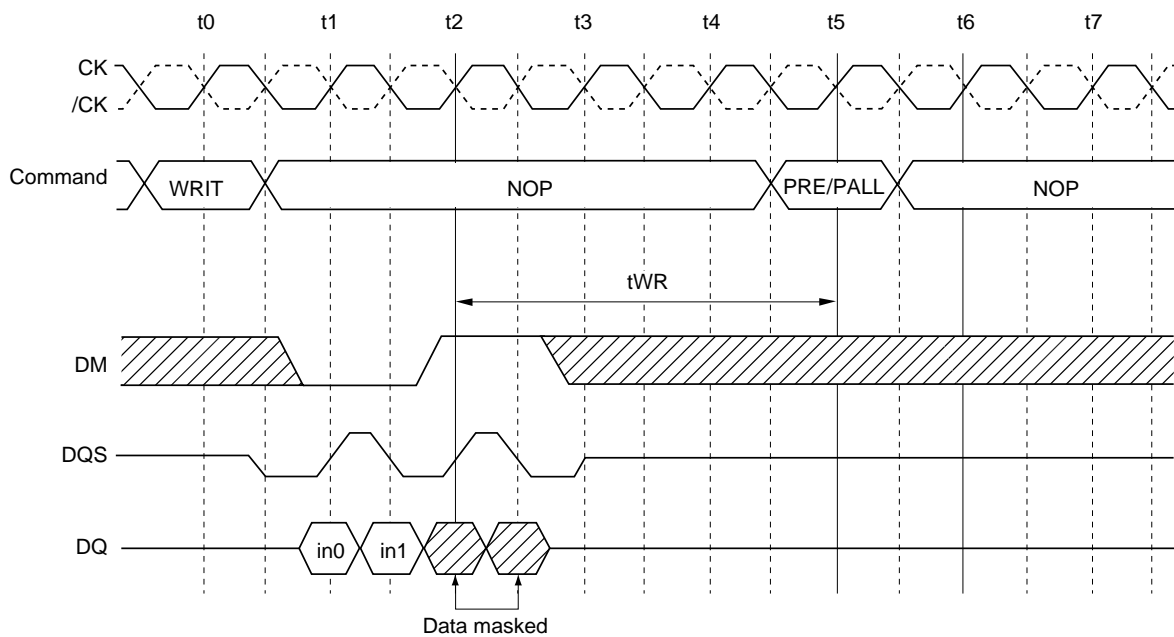 t0 t1 t2 t3 t4 t5 t6 t7
CK
/CK
Command WRIT NOP PRE/PALL NOP
tWR
DM
DQS
DQ in0 in1
Data masked